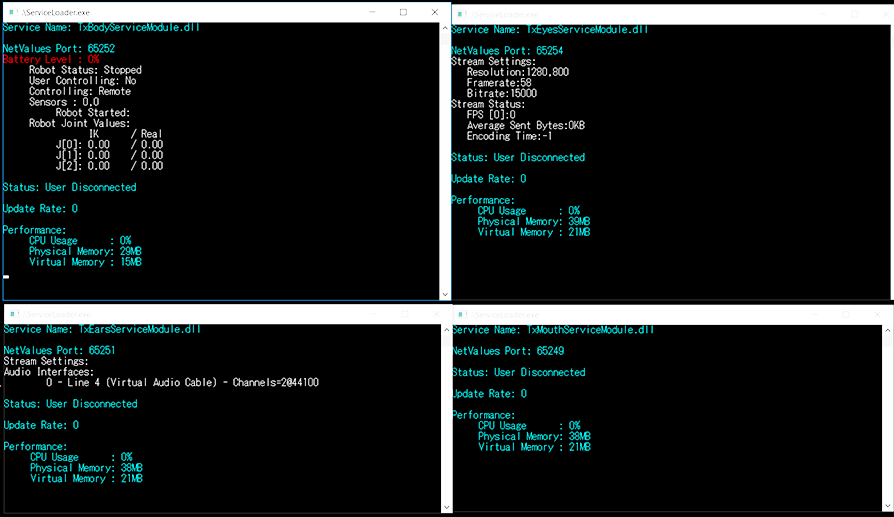 .\ServiceLoader.exe
Service Name: TxBodyServiceModule.dll
NetValues Port: 65252
Battery Level : 0%
Robot Status: Stopped
User Controlling: No
Controlling: Remote
Sensors : 0,0
Robot Started:
Robot Joint Values:
IK / Real
J[0]: 0.00 / 0.00
J[1]: 0.00 / 0.00
J[2]: 0.00 / 0.00
Status: User Disconnected
Update Rate: 0
Performance:
CPU Usage : 0%
Physical Memory: 29MB
Virtual Memory : 15MB
.\ServiceLoader.exe
Service Name: TxEyesServiceModule.dll
NetValues Port: 65254
Stream Settings:
Resolution:1280,800
Framerate:58
Bitrate:15000
Stream Status:
FPS [0]:0
Average Sent Bytes:0KB
Encoding Time:-1
Status: User Disconnected
Update Rate: 0
Performance:
CPU Usage : 0%
Physical Memory: 39MB
Virtual Memory : 21MB
.\ServiceLoader.exe
Service Name: TxEarsServiceModule.dll
NetValues Port: 65251
Stream Settings:
Audio Interfaces:
0 - Line 4 (Virtual Audio Cable) - Channels=2@44100
Status: User Disconnected
Update Rate: 0
Performance:
CPU Usage : 0%
Physical Memory: 38MB
Virtual Memory : 21MB
.\ServiceLoader.exe
Service Name: TxMouthServiceModule.dll
NetValues Port: 65249
Status: User Disconnected
Update Rate: 0
Performance:
CPU Usage : 0%
Physical Memory: 38MB
Virtual Memory : 21MB